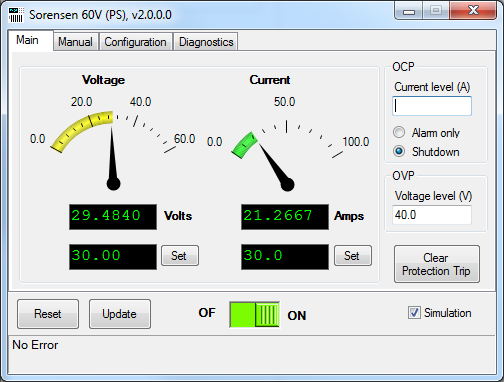 Sorensen 60V (PS), v2.0.0.0
Main Manual Configuration Diagnostics
Voltage
0.0 20.0 40.0 60.0
29.4840 Volts
30.00 Set
Current
0.0 50.0 100.0
21.2667 Amps
30.0 Set
OCP
Current level (A)
Alarm only
Shutdown
OVP
Voltage level (V)
40.0
Clear
Protection Trip
Reset Update OF ON Simulation
No Error